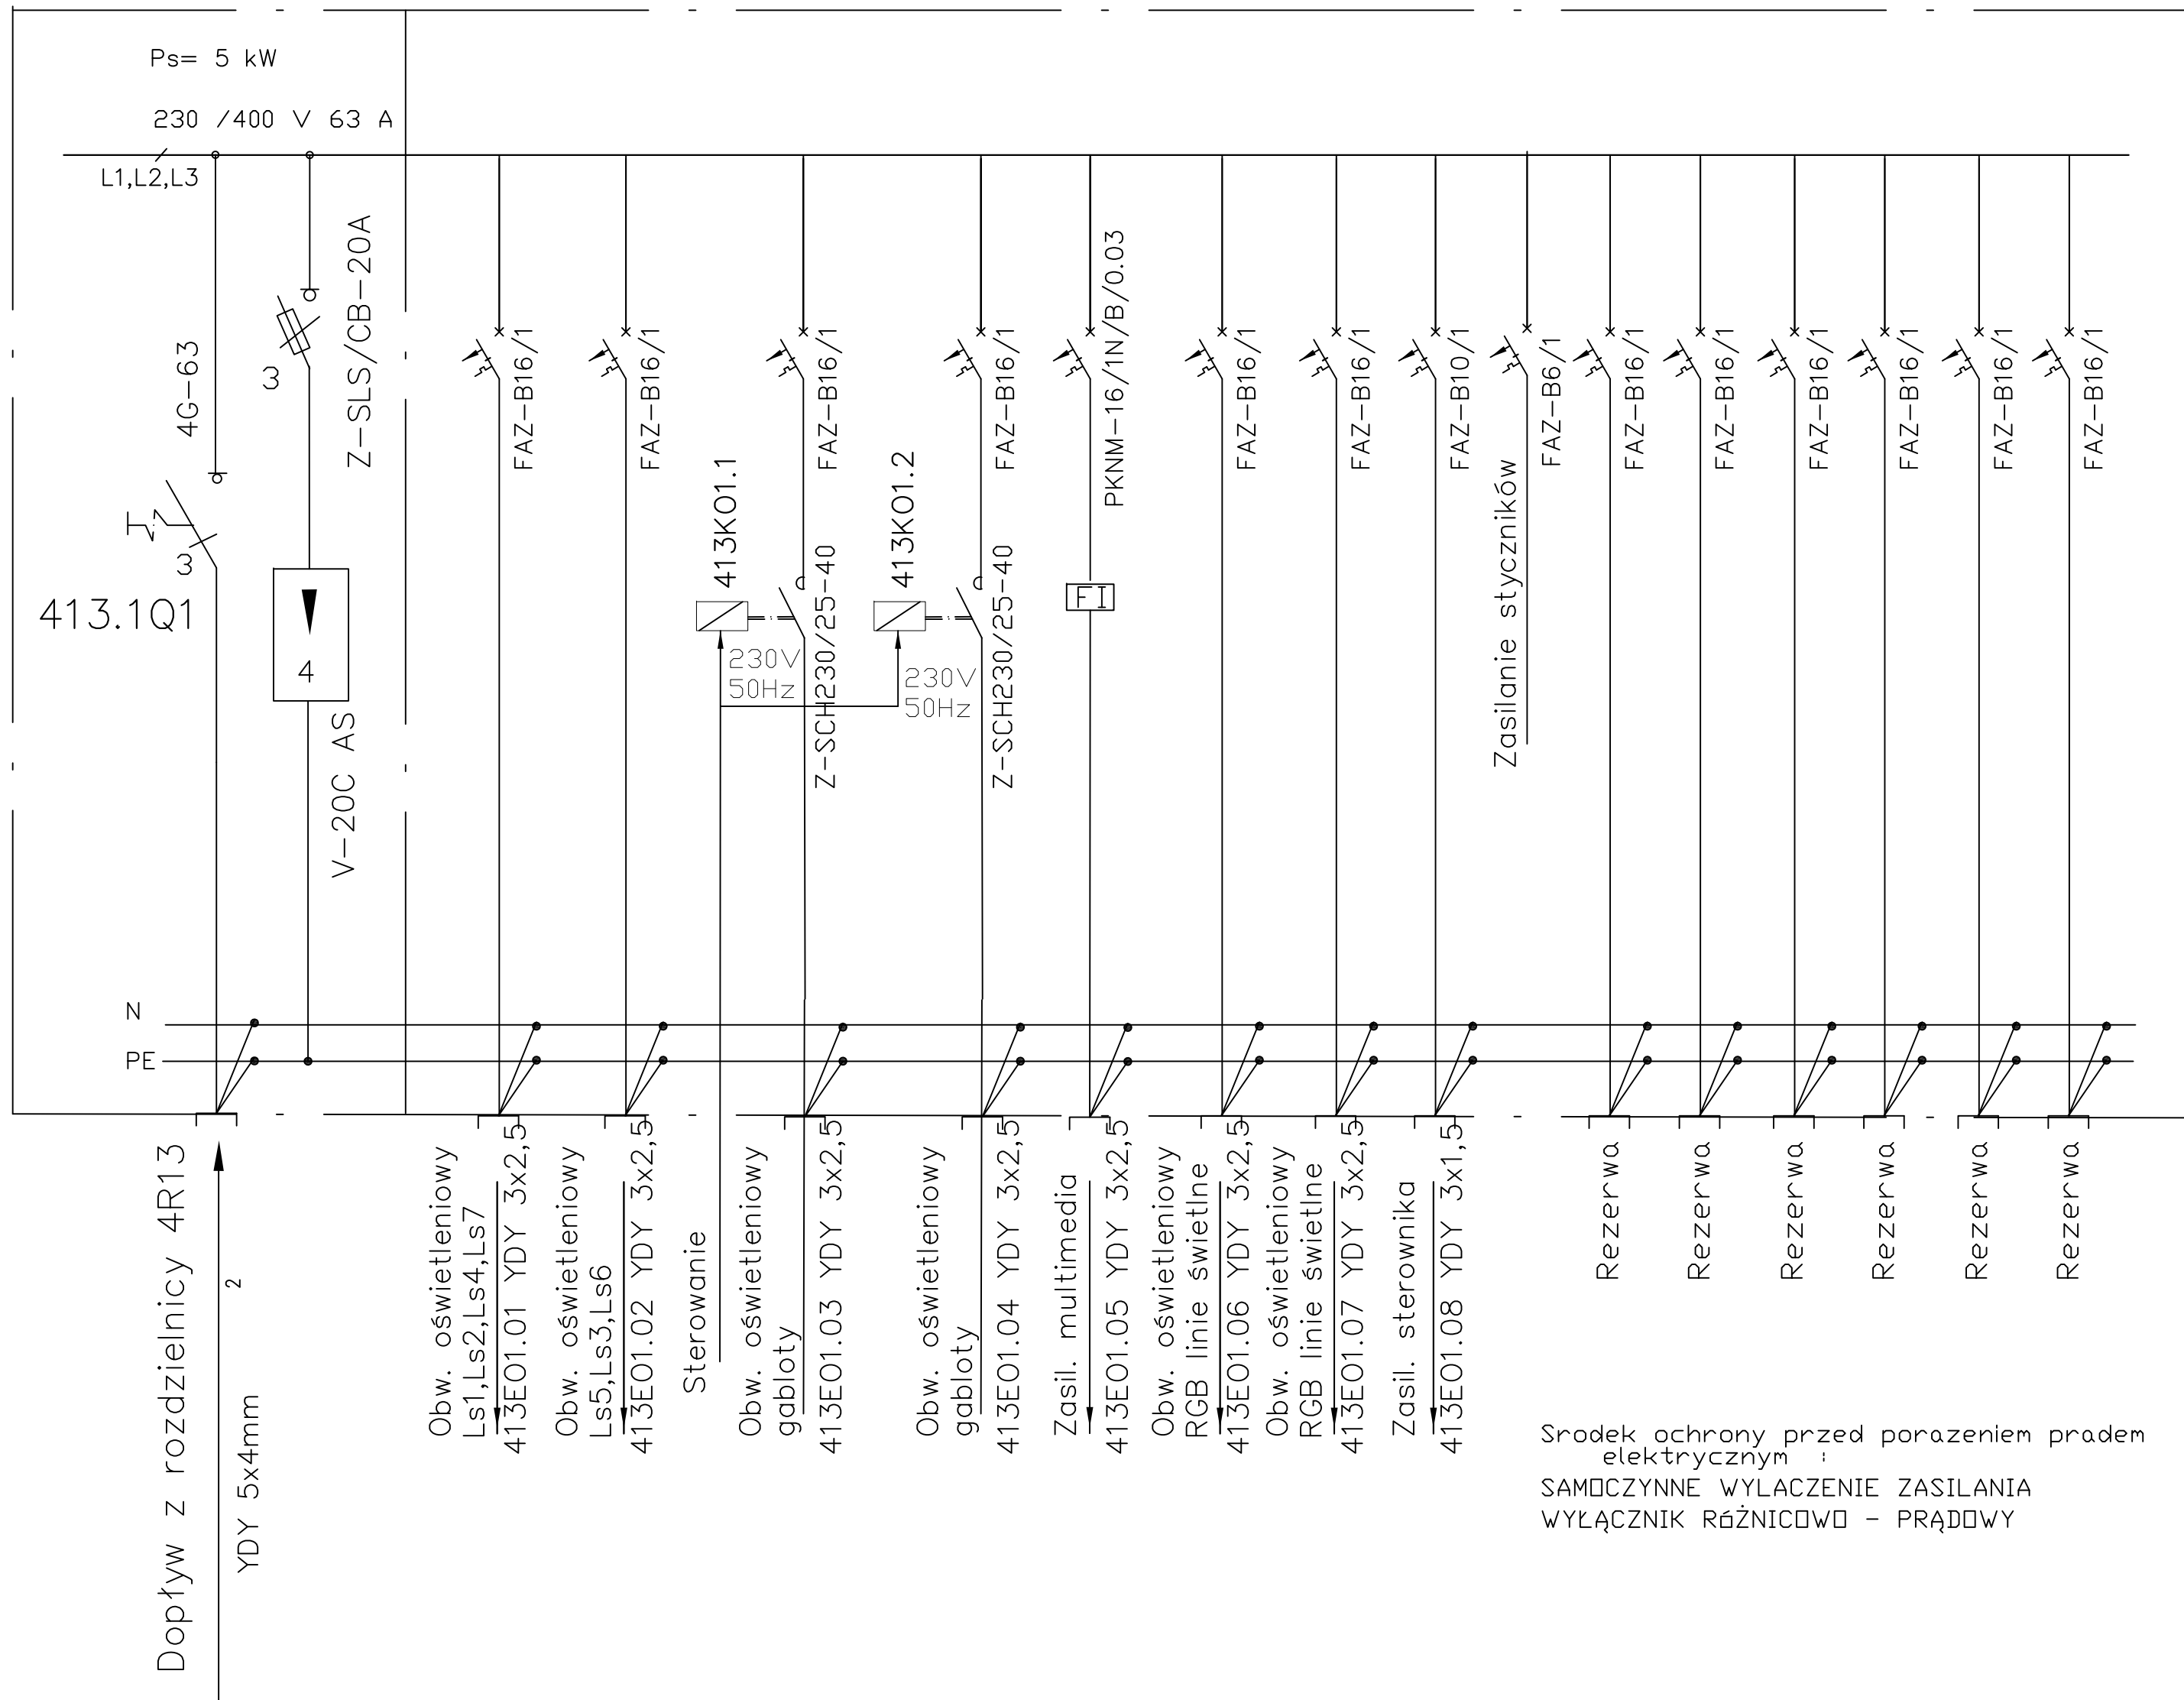 Ps= 5 kW
230 /400 V 63 A
L1,L2,L3
4G-63
3
413.1Q1
Z-SLS/CB-20A
3
4
V-20C AS
FAZ-B16/1
FAZ-B16/1
413K01.1
230V
50Hz
FAZ-B16/1
Z-SCH230/25-40
413K01.2
230V
50Hz
FAZ-B16/1
Z-SCH230/25-40
PKNM-16/1N/B/0.03
FI
FAZ-B16/1
FAZ-B16/1
FAZ-B10/1
Zasilanie styczników
FAZ-B6/1
FAZ-B16/1
FAZ-B16/1
FAZ-B16/1
FAZ-B16/1
FAZ-B16/1
FAZ-B16/1
N
PE
Dopływ z rozdzielnicy 4R13
YDY 5x4mm 2
Obw. oświetleniowy
Ls1,Ls2,Ls4,Ls7
413EO1.01 YDY 3x2,5
Obw. oświetleniowy
Ls5,Ls3,Ls6
413EO1.02 YDY 3x2,5
Sterowanie
Obw. oświetleniowy
gabloty
413EO1.03 YDY 3x2,5
Obw. oświetleniowy
gabloty
413EO1.04 YDY 3x2,5
Zasil. multimedia
413EO1.05 YDY 3x2,5
Obw. oświetleniowy
RGB linie świetlne
413EO1.06 YDY 3x2,5
Obw. oświetleniowy
RGB linie świetlne
413EO1.07 YDY 3x2,5
Zasil. sterownika
413EO1.08 YDY 3x1,5
Rezerwa
Rezerwa
Rezerwa
Rezerwa
Rezerwa
Rezerwa
Srodek ochrony przed porazeniem pradem
elektrycznym :
SAMOCZYNNE WYLACZENIE ZASILANIA
WYŁĄCZNIK RóŻNICOWO - PRĄDOWY